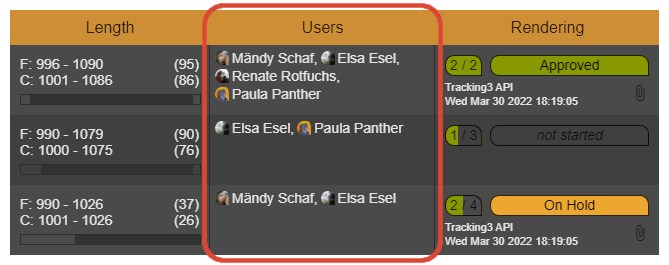 Length Users Rendering
F: 996 - 1090 (95)
C: 1001 - 1086 (86)
Mändy Schaf, Elsa Esel,
Renate Rotfuchs,
Paula Panther
2 / 2 Approved
Tracking3 API
Wed Mar 30 2022 18:19:05
F: 990 - 1079 (90)
C: 1000 - 1075 (76)
Elsa Esel, Paula Panther
1 / 3 not started
F: 990 - 1026 (37)
C: 1001 - 1026 (26)
Mändy Schaf, Elsa Esel
2 / 4 On Hold
Tracking3 API
Wed Mar 30 2022 18:19:05